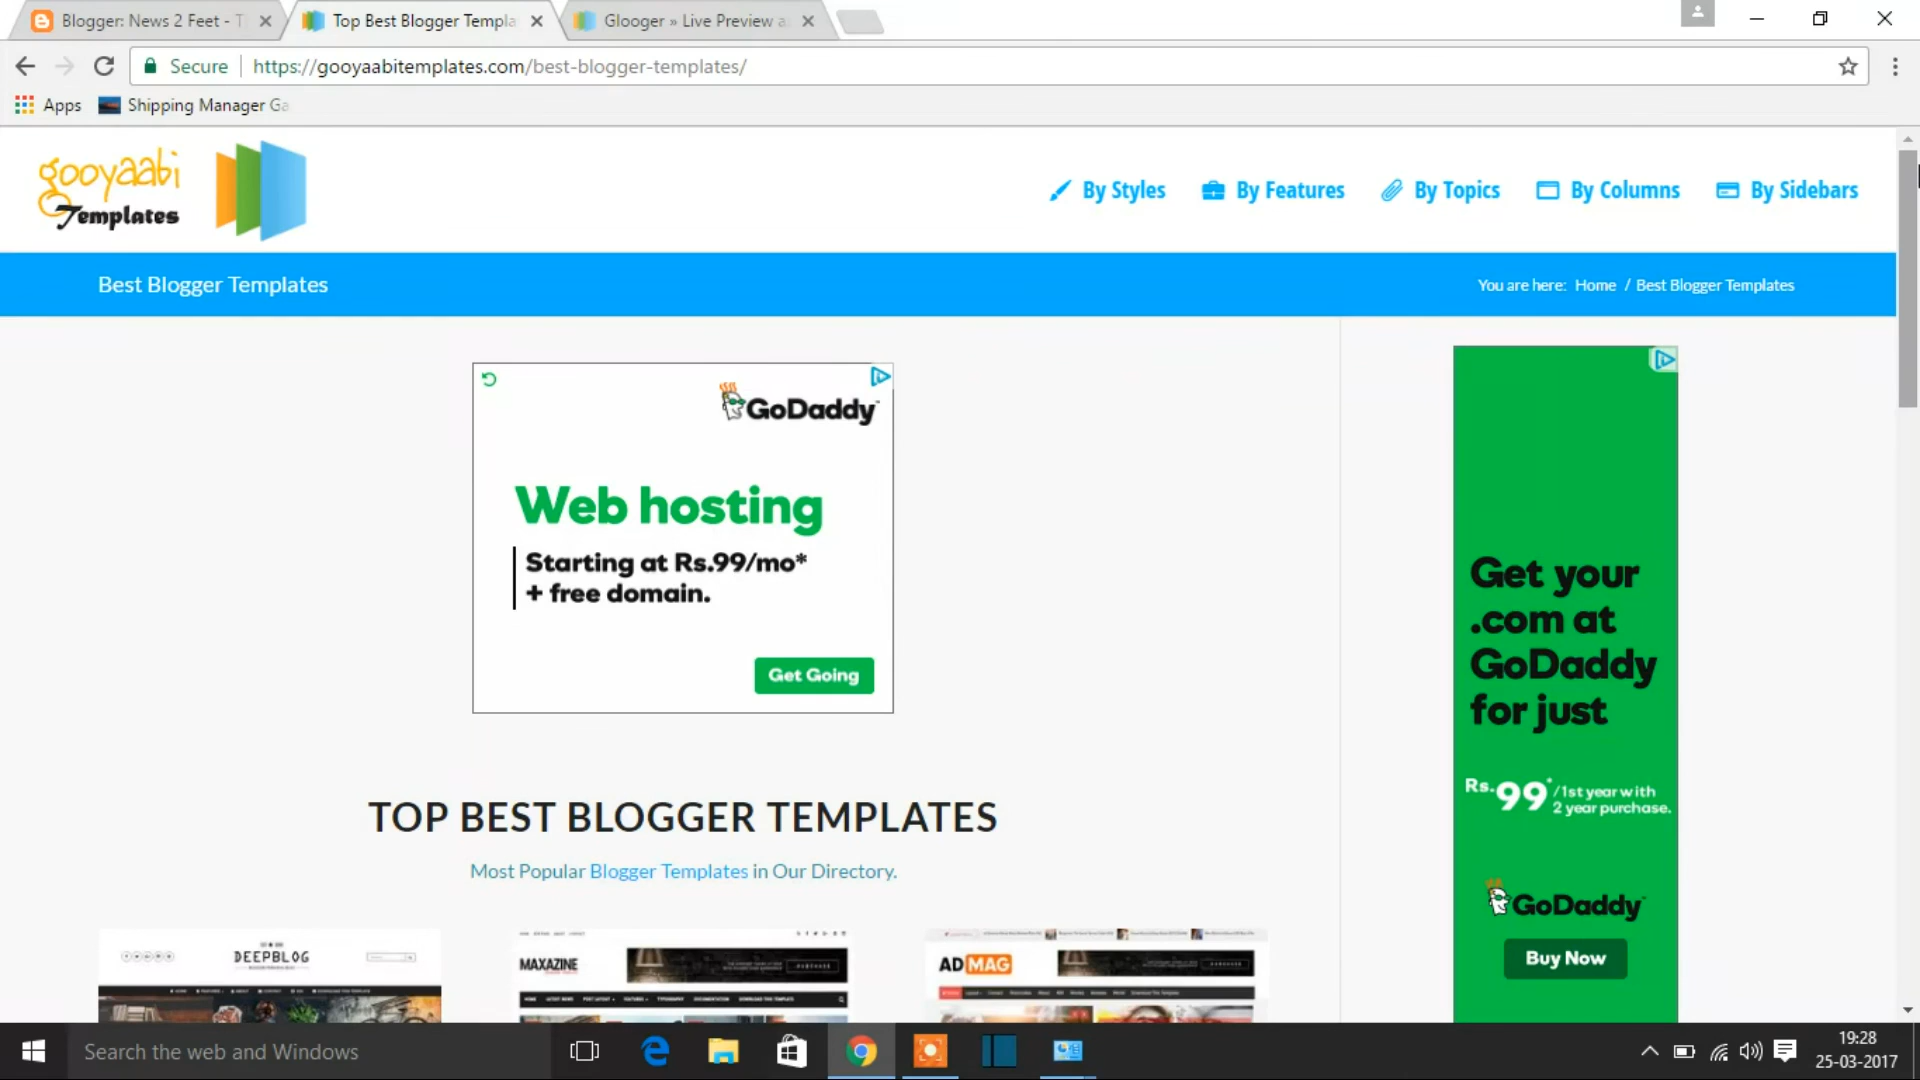 Blogger: News 2 Feet - T
Top Best Blogger Templa
Glooger » Live Preview a
Secure
https://gooyaabitemplates.com/best-blogger-templates/
Apps
Shipping Manager Ga
gooyaabi
Templates
By Styles
By Features
By Topics
By Columns
By Sidebars
Best Blogger Templates
You are here: Home / Best Blogger Templates
GoDaddy
Web hosting
Starting at Rs.99/mo*
+ free domain.
Get Going
Get your
.com at
GoDaddy
for just
Rs.99* /1st year with
2 year purchase.
GoDaddy
Buy Now
TOP BEST BLOGGER TEMPLATES
Most Popular Blogger Templates in Our Directory.
DEEPBLOG
MAXAZINE
ADMAG
Search the web and Windows
19:28
25-03-2017